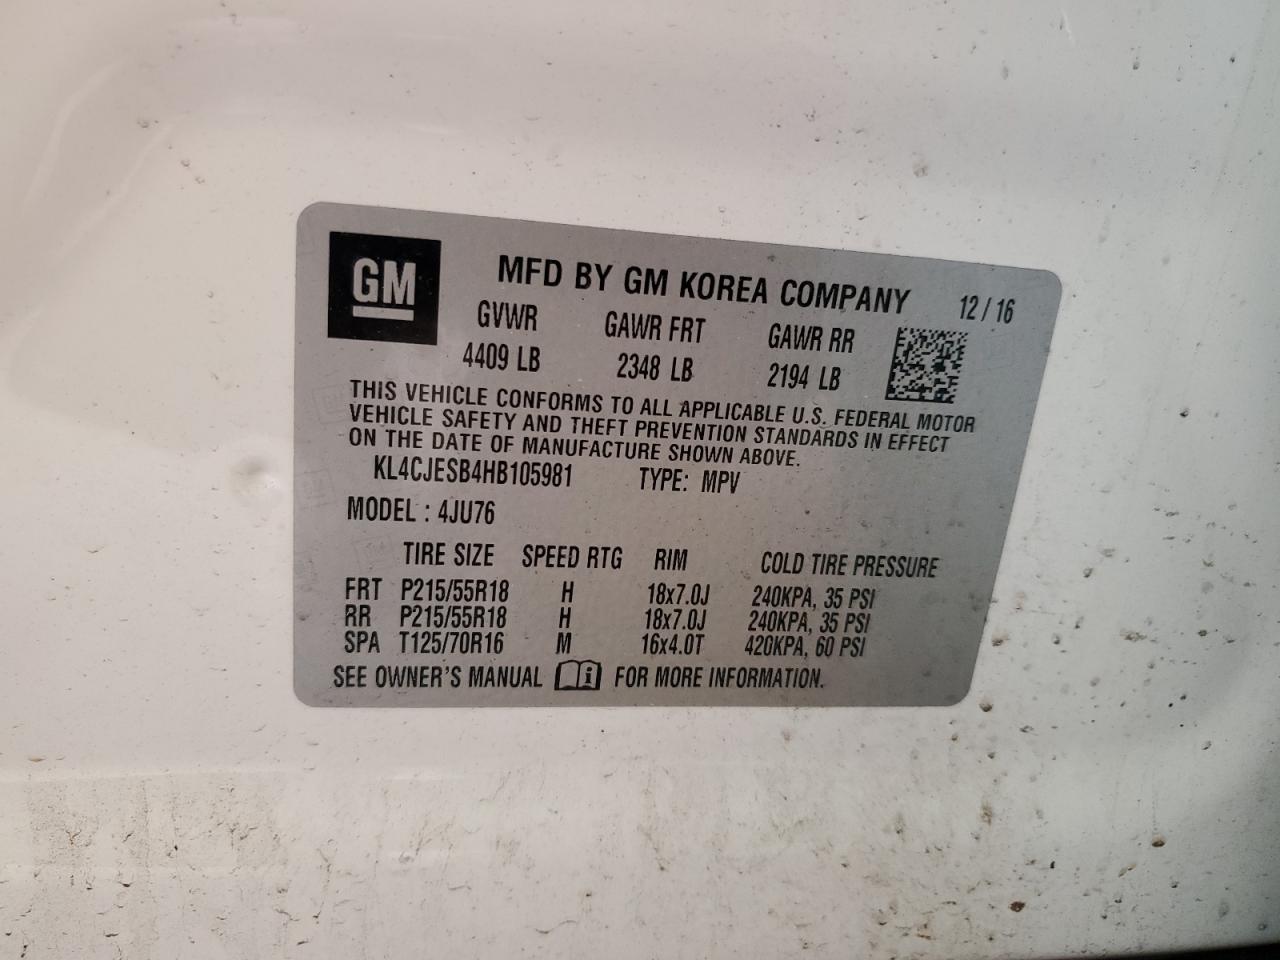 GM
MFD BY GM KOREA COMPANY 12 / 16
GVWR GAWR FRT GAWR RR
4409 LB 2348 LB 2194 LB
THIS VEHICLE CONFORMS TO ALL APPLICABLE U.S. FEDERAL MOTOR
VEHICLE SAFETY AND THEFT PREVENTION STANDARDS IN EFFECT
ON THE DATE OF MANUFACTURE SHOWN ABOVE.
KL4CJESB4HB105981 TYPE: MPV
MODEL : 4JU76
TIRE SIZE SPEED RTG RIM COLD TIRE PRESSURE
FRT P215/55R18 H 18x7.0J 240KPA, 35 PSI
RR P215/55R18 H 18x7.0J 240KPA, 35 PSI
SPA T125/70R16 M 16x4.0T 420KPA, 60 PSI
SEE OWNER'S MANUAL i FOR MORE INFORMATION.